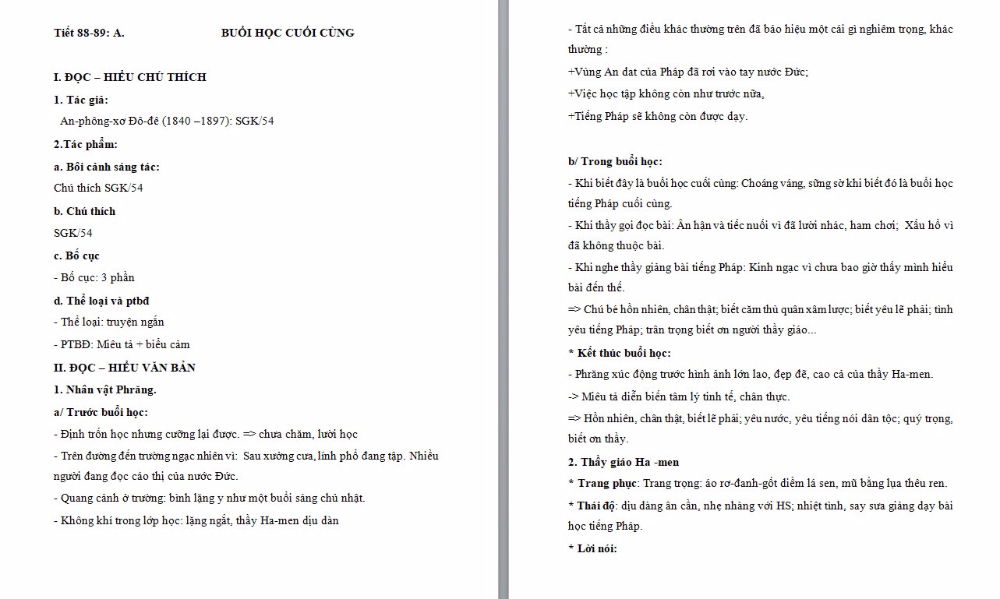 Tiết 88-89: A. BUỔI HỌC CUỐI CÙNG
I. ĐỌC – HIỂU CHÚ THÍCH
1. Tác giả:
An-phông-xơ Đô-đê (1840 –1897): SGK/54
2.Tác phẩm:
a. Bôi cảnh sáng tác:
Chú thích SGK/54
b. Chú thích
SGK/54
c. Bố cục
- Bố cục: 3 phần
d. Thể loại và ptbđ
- Thể loại: truyện ngắn
- PTBĐ: Miêu tả + biểu cảm
II. ĐỌC – HIỂU VĂN BẢN
1. Nhân vật Phrăng.
a/ Trước buổi học:
- Định trốn học nhưng cưỡng lại được. => chưa chăm, lười học
- Trên đường đến trường ngạc nhiên vì: Sau xưởng cưa, lính phổ đang tập. Nhiều
người đang đọc cáo thị của nước Đức.
- Quang cảnh ở trường: bình lặng y như một buổi sáng chủ nhật.
- Không khí trong lớp học: lặng ngắt, thầy Ha-men dịu dàn
- Tất cả những điều khác thường trên đã báo hiệu một cái gì nghiêm trọng, khác
thường :
+Vùng An dat của Pháp đã rơi vào tay nước Đức;
+Việc học tập không còn như trước nữa,
+Tiếng Pháp sẽ không còn được dạy.
b/ Trong buổi học:
- Khi biết đây là buổi học cuối cùng: Choáng váng, sững sờ khi biết đó là buổi học
tiếng Pháp cuối cùng.
- Khi thầy gọi đọc bài: Ân hận và tiếc nuối vì đã lười nhác, ham chơi; Xấu hổ vì
đã không thuộc bài.
- Khi nghe thầy giảng bài tiếng Pháp: Kinh ngạc vì chưa bao giờ thấy mình hiểu
bài đến thế.
=> Chú bé hồn nhiên, chân thật; biết căm thù quân xâm lược; biết yêu lẽ phải; tình
yêu tiếng Pháp; trân trọng biết ơn người thầy giáo...
* Kết thúc buổi học:
- Phrăng xúc động trước hình ảnh lớn lao, đẹp đẽ, cao cả của thầy Ha-men.
-> Miêu tả diễn biến tâm lý tinh tế, chân thực.
=> Hồn nhiên, chân thật, biết lẽ phải; yêu nước, yêu tiếng nói dân tộc; quý trọng,
biết ơn thầy.
2. Thầy giáo Ha -men
* Trang phục: Trang trọng: áo rơ-đanh-gốt diềm lá sen, mũ bằng lụa thêu ren.
* Thái độ: dịu dàng ân cần, nhẹ nhàng với HS; nhiệt tình, say sưa giảng dạy bài
học tiếng Pháp.
* Lời nói: